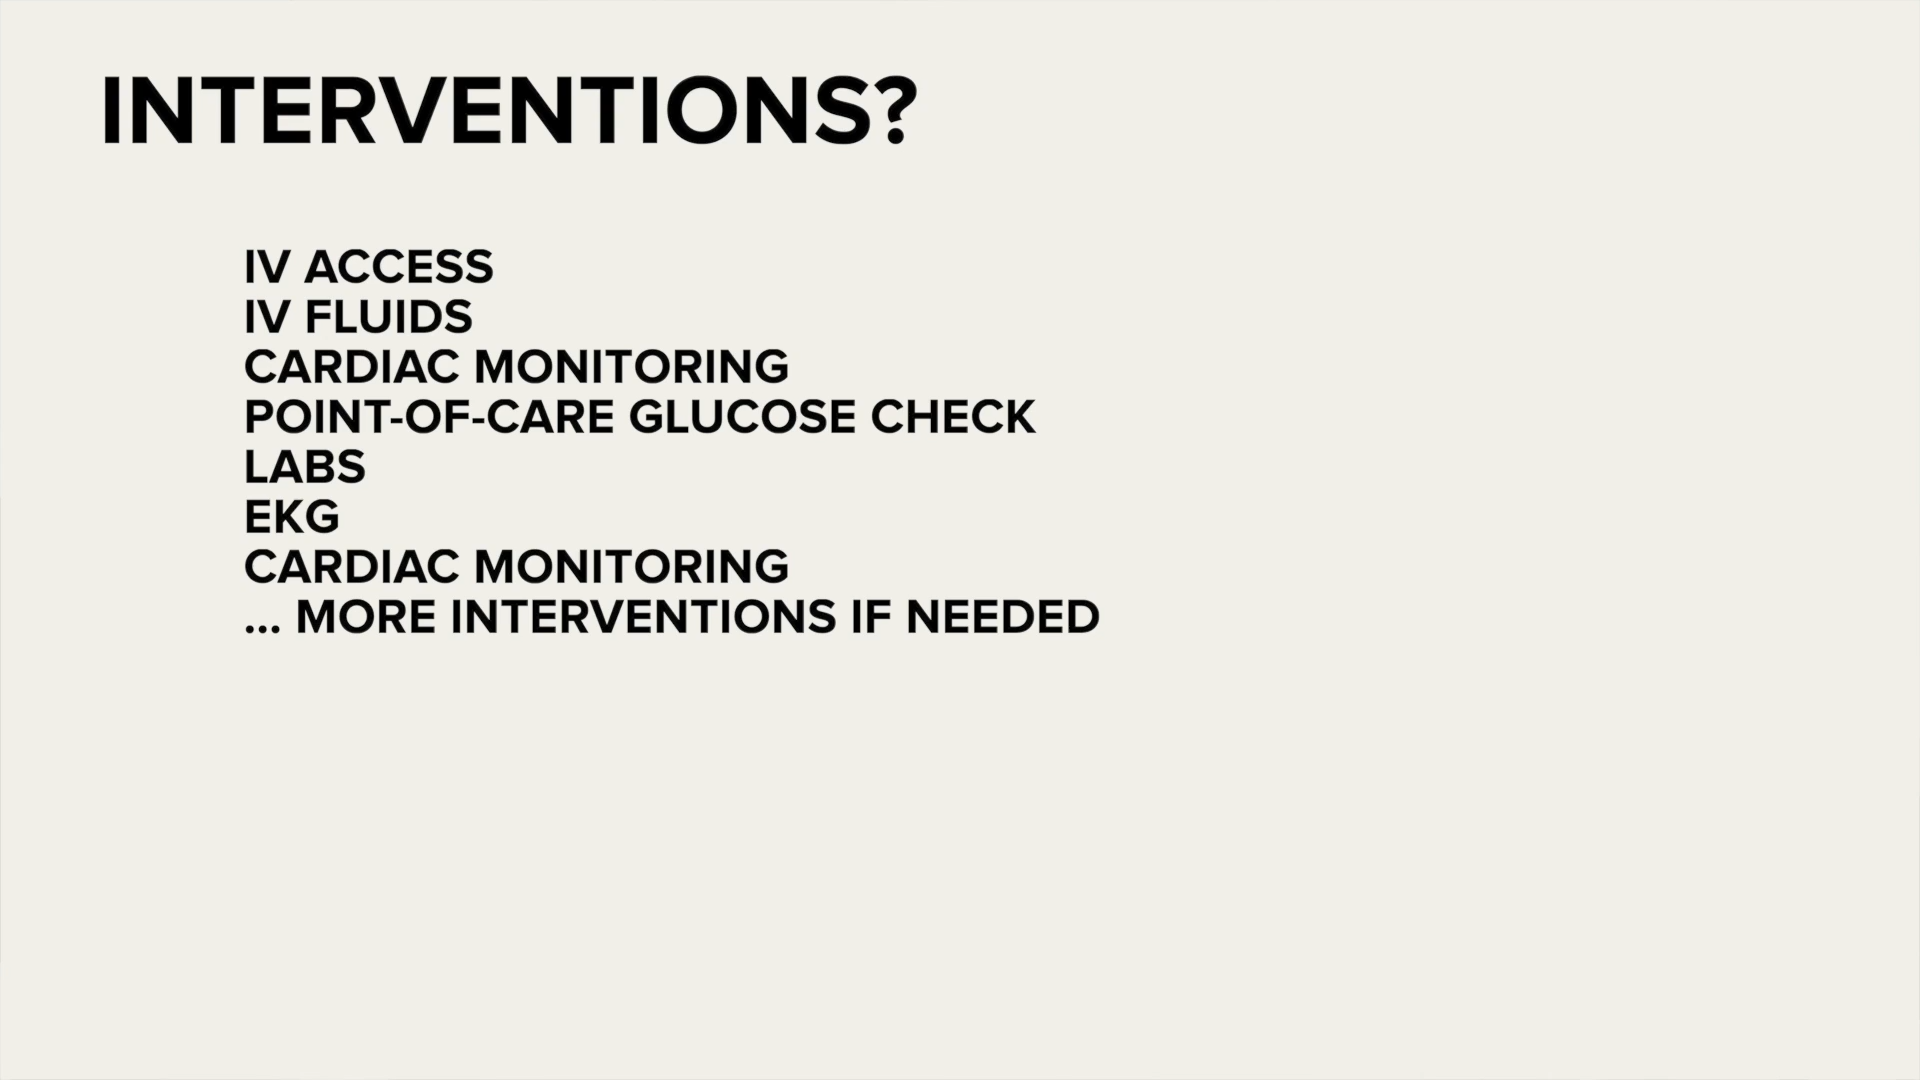 INTERVENTIONS?
IV ACCESS
IV FLUIDS
CARDIAC MONITORING
POINT-OF-CARE GLUCOSE CHECK
LABS
EKG
CARDIAC MONITORING
... MORE INTERVENTIONS IF NEEDED